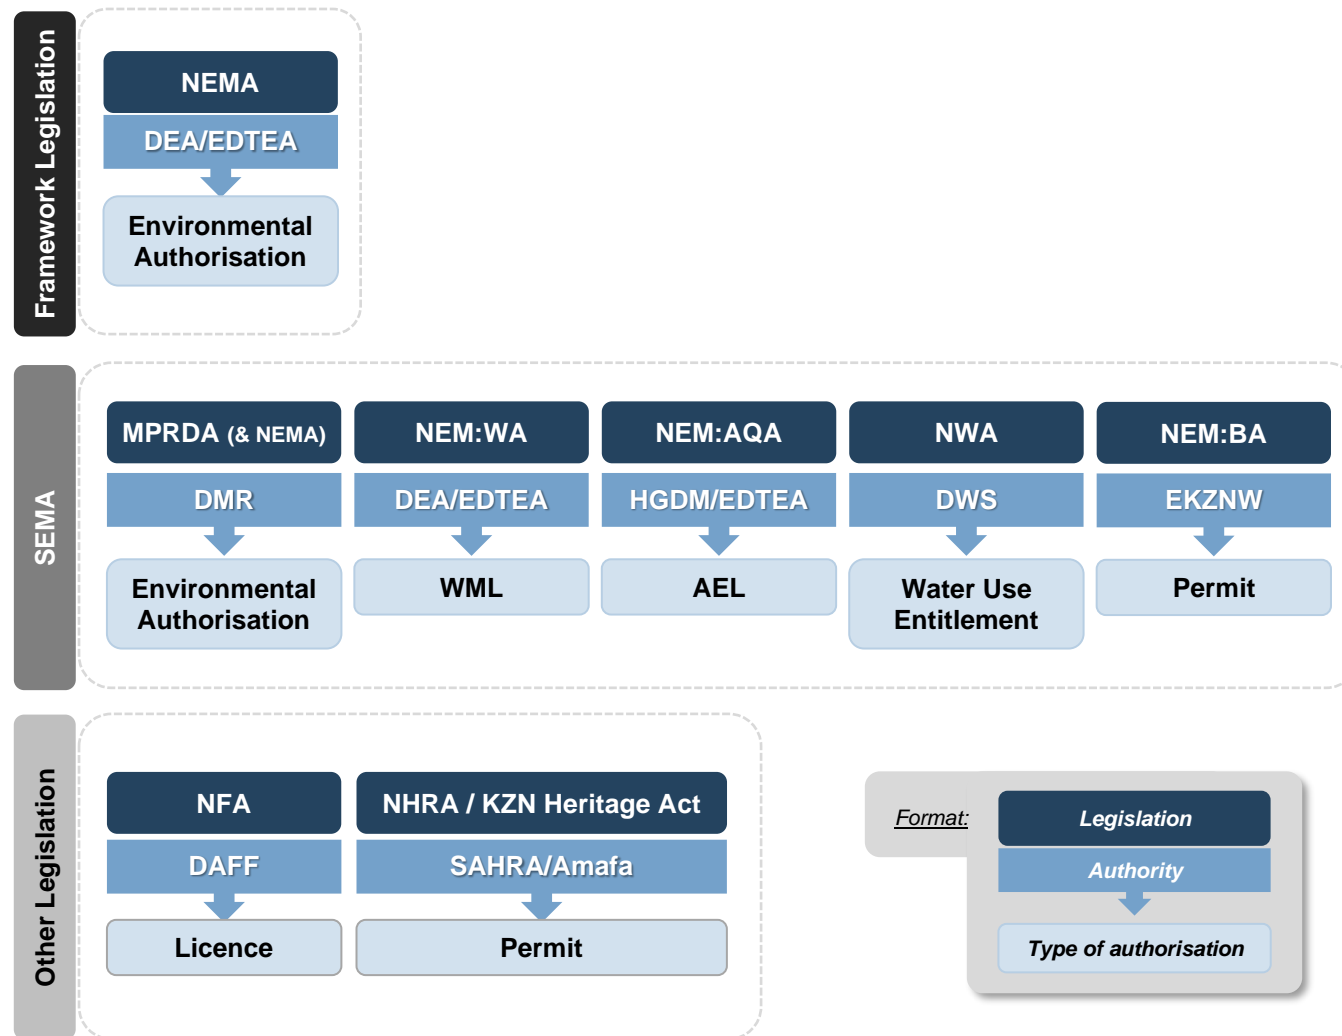 Framework Legislation
NEMA
DEA/EDTEA
Environmental
Authorisation
SEMA
MPRDA (& NEMA)
DMR
Environmental
Authorisation
NEM:WA
DEA/EDTEA
WML
NEM:AQA
HGDM/EDTEA
AEL
NWA
DWS
Water Use
Entitlement
NEM:BA
EKZNW
Permit
Other Legislation
NFA
DAFF
Licence
NHRA / KZN Heritage Act
SAHRA/Amafa
Permit
Format:
Legislation
Authority
Type of authorisation